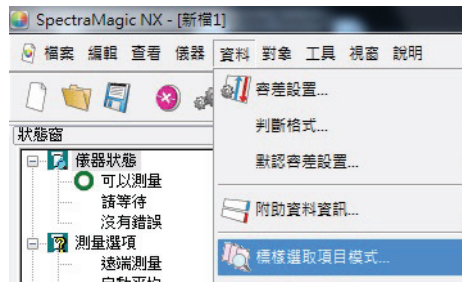 SpectraMagic NX - [新檔1]
檔案 編輯 查看 儀器 資料 對象 工具 視窗 說明
容差設置...
判斷格式...
默認容差設置...
附助資料資訊...
標樣選取項目模式...
狀態窗
儀器狀態
可以測量
請等待
沒有錯誤
測量選項
遠端測量
自動平均